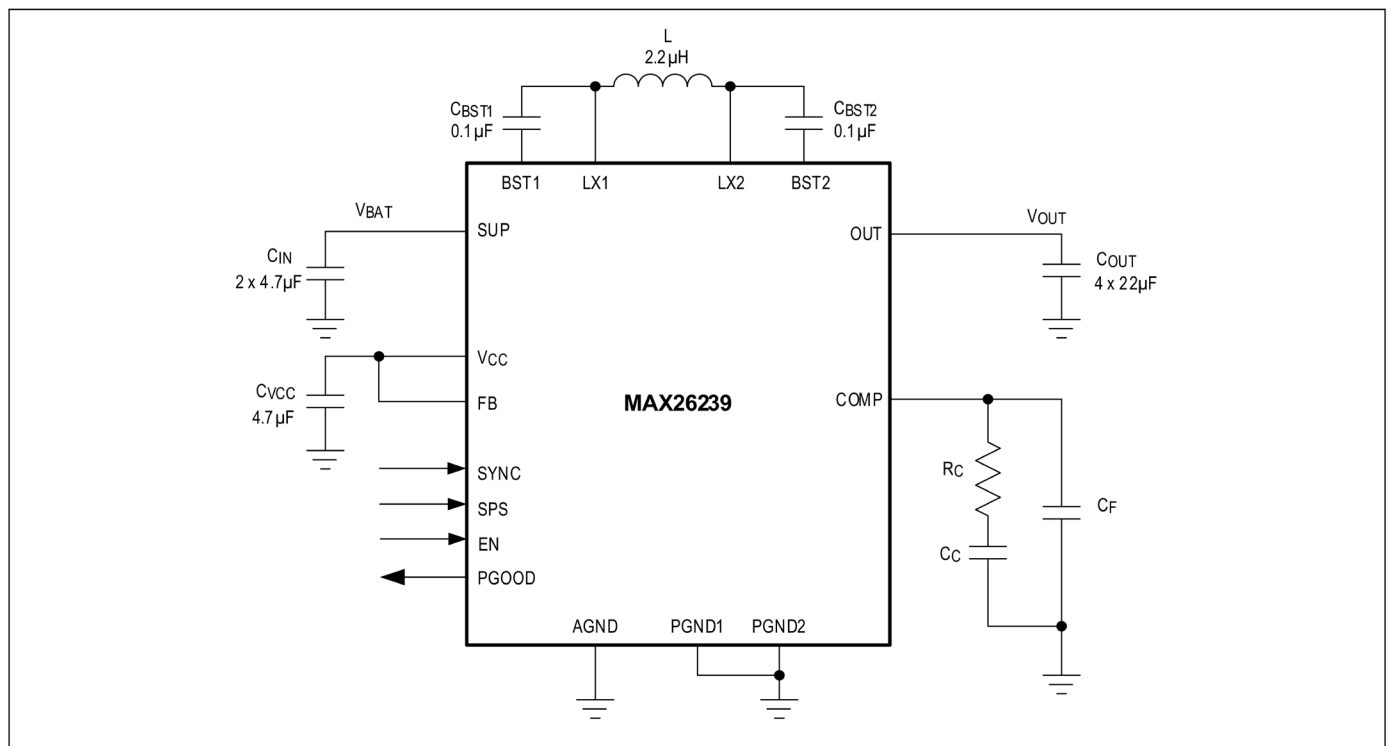 L
2.2µH
CBST1
0.1µF
CBST2
0.1µF
BST1
LX1
LX2
BST2
VBAT
SUP
CIN
2 x 4.7µF
OUT
VOUT
COUT
4 x 22µF
VCC
FB
CVCC
4.7µF
MAX26239
COMP
SYNC
SPS
EN
PGOOD
RC
CC
CF
AGND
PGND1
PGND2